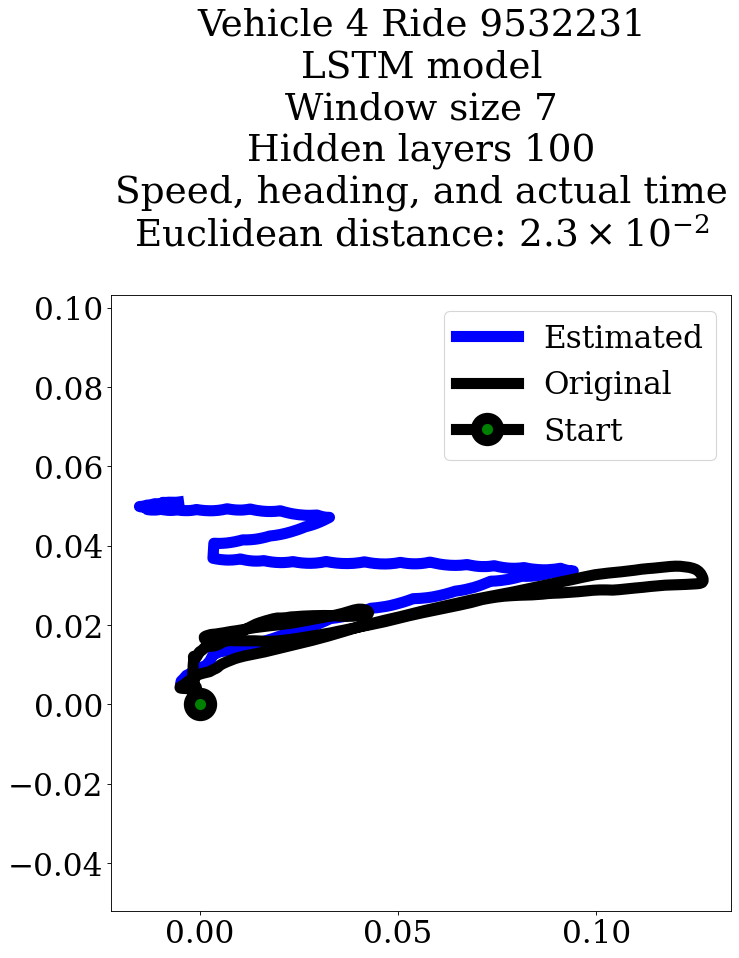 Vehicle 4 Ride 9532231
LSTM model
Window size 7
Hidden layers 100
Speed, heading, and actual time
Euclidean distance: 2.3 × 10⁻²
0.10
0.08
0.06
0.04
0.02
0.00
−0.02
−0.04
Estimated
Original
Start
0.00 0.05 0.10